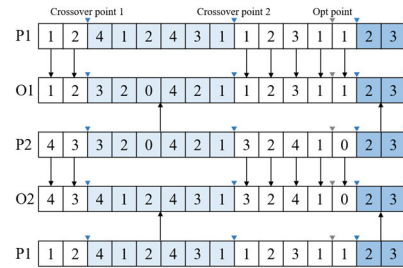 Crossover point 1 Crossover point 2 Opt point
P1 1 2 4 1 2 4 3 1 1 2 3 1 1 2 3
O1 1 2 3 2 0 4 2 1 1 2 3 1 1 2 3
P2 4 3 3 2 0 4 2 1 3 2 4 1 0 2 3
O2 4 3 4 1 2 4 3 1 3 2 4 1 0 2 3
P1 1 2 4 1 2 4 3 1 1 2 3 1 1 2 3